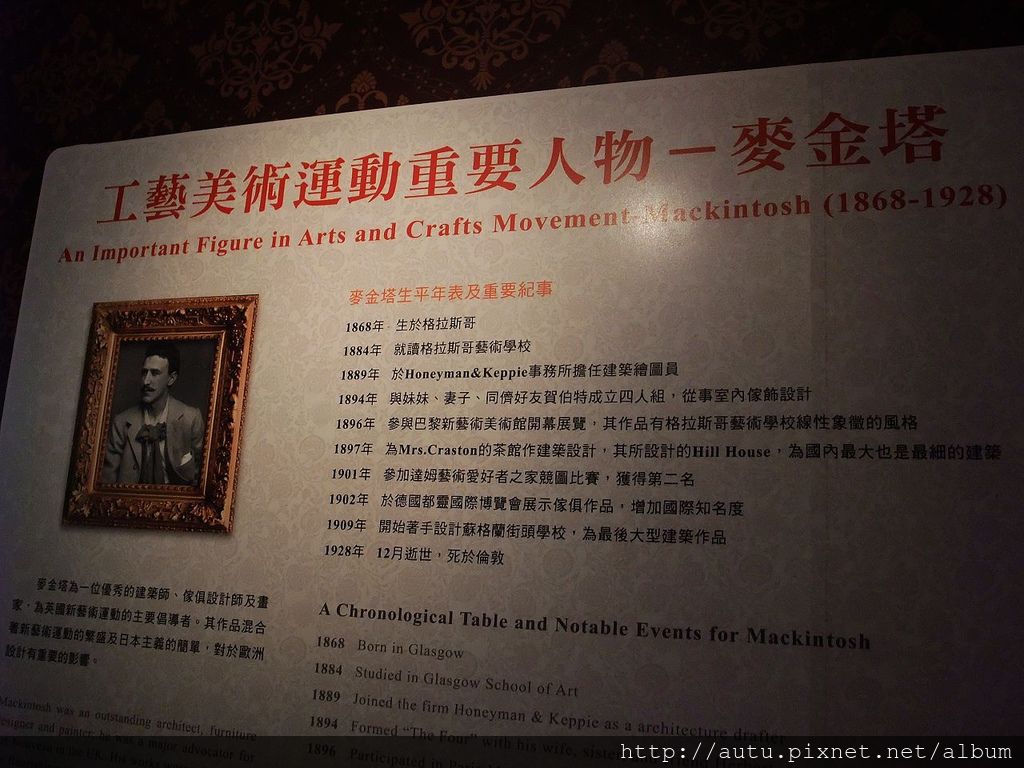 工藝美術運動重要人物－麥金塔
An Important Figure in Arts and Crafts Movement-Mackintosh (1868-1928)
麥金塔生平年表及重要紀事
1868年 生於格拉斯哥
1884年 就讀格拉斯哥藝術學校
1889年 於Honeyman&Keppie事務所擔任建築繪圖員
1894年 與妹妹、妻子、同儕好友賀伯特成立四人組，從事室內傢飾設計
1896年 參與巴黎新藝術美術館開幕展覽，其作品有格拉斯哥藝術學校線性象徵的風格
1897年 為Mrs.Craston的茶館作建築設計，其所設計的Hill House，為國內最大也是最細的建築
1901年 參加達姆藝術愛好者之家競圖比賽，獲得第二名
1902年 於德國都靈國際博覽會展示傢俱作品，增加國際知名度
1909年 開始著手設計蘇格蘭街頭學校，為最後大型建築作品
1928年 12月逝世，死於倫敦
麥金塔為一位優秀的建築師、傢俱設計師及畫
家，為英國新藝術運動的主要倡導者。其作品混合
著新藝術運動的繁盛及日本主義的簡單，對於歐洲
設計有重要的影響。
Mackintosh was an outstanding architect, furniture
designer and painter; he was a major advocator for
in the UK. His works
A Chronological Table and Notable Events for Mackintosh
1868 Born in Glasgow
1884 Studied in Glasgow School of Art
1889 Joined the firm Honeyman & Keppie as a architecture drafter
1894 Formed "The Four" with his wife, sister
1896 Participated in
http://autu.pixnet.net/album